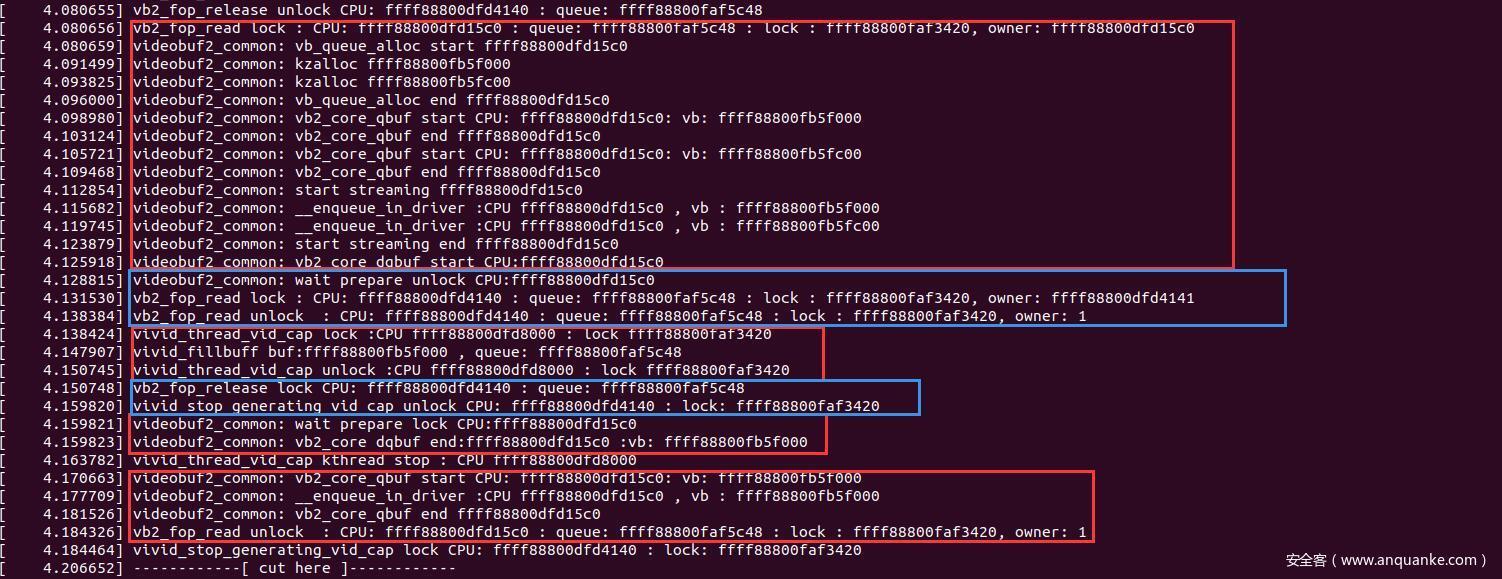 [    4.080655] vb2_fop_release unlock CPU: ffff88800dfd4140 : queue: ffff88800faf5c48
[    4.080656] vb2_fop_read lock : CPU: ffff88800dfd15c0 : queue: ffff88800faf5c48 : lock : ffff88800faf3420, owner: ffff88800dfd15c0
[    4.080659] videobuf2_common: vb_queue_alloc start ffff88800dfd15c0
[    4.091499] videobuf2_common: kzalloc ffff88800fb5f000
[    4.093825] videobuf2_common: kzalloc ffff88800fb5fc00
[    4.096000] videobuf2_common: vb_queue_alloc end ffff88800dfd15c0
[    4.098980] videobuf2_common: vb2_core_qbuf start CPU: ffff88800dfd15c0: vb: ffff88800fb5f000
[    4.103124] videobuf2_common: vb2_core_qbuf end ffff88800dfd15c0
[    4.105721] videobuf2_common: vb2_core_qbuf start CPU: ffff88800dfd15c0: vb: ffff88800fb5fc00
[    4.109468] videobuf2_common: vb2_core_qbuf end ffff88800dfd15c0
[    4.112854] videobuf2_common: start streaming ffff88800dfd15c0
[    4.115682] videobuf2_common: __enqueue_in_driver :CPU ffff88800dfd15c0 , vb : ffff88800fb5f000
[    4.119745] videobuf2_common: __enqueue_in_driver :CPU ffff88800dfd15c0 , vb : ffff88800fb5fc00
[    4.123879] videobuf2_common: start streaming end ffff88800dfd15c0
[    4.125918] videobuf2_common: vb2_core_dqbuf start CPU:ffff88800dfd15c0
[    4.128815] videobuf2_common: wait prepare unlock CPU:ffff88800dfd15c0
[    4.131530] vb2_fop_read lock : CPU: ffff88800dfd4140 : queue: ffff88800faf5c48 : lock : ffff88800faf3420, owner: ffff88800dfd4141
[    4.138384] vb2_fop_read unlock  : CPU: ffff88800dfd4140 : queue: ffff88800faf5c48 : lock : ffff88800faf3420, owner: 1
[    4.138424] vivid_thread_vid_cap lock :CPU ffff88800dfd8000 : lock ffff88800faf3420
[    4.147907] vivid_fillbuff buf:ffff88800fb5f000 , queue: ffff88800faf5c48
[    4.150745] vivid_thread_vid_cap unlock :CPU ffff88800dfd8000 : lock ffff88800faf3420
[    4.150748] vb2_fop_release lock CPU: ffff88800dfd4140 : queue: ffff88800faf5c48
[    4.159820] vivid_stop_generating_vid_cap unlock CPU: ffff88800dfd4140 : lock: ffff88800faf3420
[    4.159821] videobuf2_common: wait prepare lock CPU:ffff88800dfd15c0
[    4.159823] videobuf2_common: vb2_core dqbuf end:ffff88800dfd15c0 :vb: ffff88800fb5f000
[    4.163782] vivid_thread_vid_cap kthread stop : CPU ffff88800dfd8000
[    4.170663] videobuf2_common: vb2_core_qbuf start CPU: ffff88800dfd15c0: vb: ffff88800fb5f000
[    4.177709] videobuf2_common: __enqueue_in_driver :CPU ffff88800dfd15c0 , vb : ffff88800fb5f000
[    4.181526] videobuf2_common: vb2_core_qbuf end ffff88800dfd15c0
[    4.184326] vb2_fop_read unlock  : CPU: ffff88800dfd15c0 : queue: ffff88800faf5c48 : lock : ffff88800faf3420, owner: 1
[    4.184464] vivid_stop_generating_vid_cap lock CPU: ffff88800dfd4140 : lock: ffff88800faf3420
[    4.206652] ------------[ cut here ]------------
安全客（www.anquanke.com）